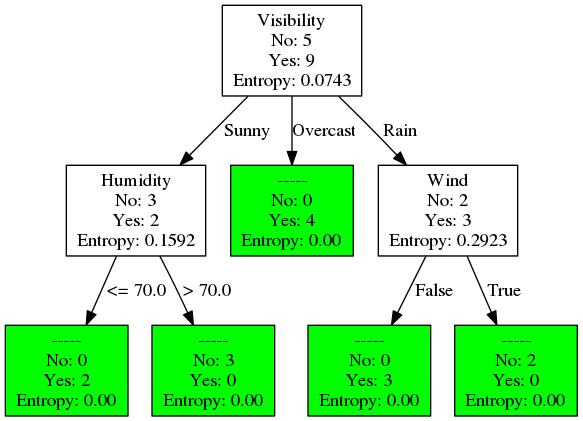 Visibility
No: 5
Yes: 9
Entropy: 0.0743
Sunny
Overcast
Rain
Humidity
No: 3
Yes: 2
Entropy: 0.1592
-----
No: 0
Yes: 4
Entropy: 0.00
Wind
No: 2
Yes: 3
Entropy: 0.2923
<= 70.0
> 70.0
False
True
-----
No: 0
Yes: 2
Entropy: 0.00
-----
No: 3
Yes: 0
Entropy: 0.00
-----
No: 0
Yes: 3
Entropy: 0.00
-----
No: 2
Yes: 0
Entropy: 0.00